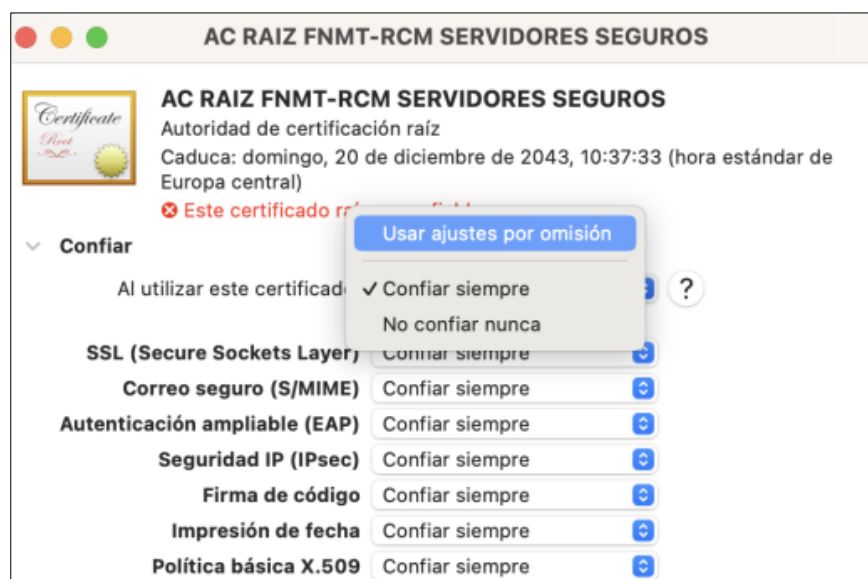 AC RAIZ FNMT-RCM SERVIDORES SEGUROS
Certificate
Root
AC RAIZ FNMT-RCM SERVIDORES SEGUROS
Autoridad de certificación raíz
Caduca: domingo, 20 de diciembre de 2043, 10:37:33 (hora estándar de
Europa central)
Este certificado
Usar ajustes por omisión
Confiar
Al utilizar este certificad
✓ Confiar siempre
?
No confiar nunca
SSL (Secure Sockets Layer) Confiar siempre
Correo seguro (S/MIME) Confiar siempre
Autenticación ampliable (EAP) Confiar siempre
Seguridad IP (IPsec) Confiar siempre
Firma de código Confiar siempre
Impresión de fecha Confiar siempre
Política básica X.509 Confiar siempre